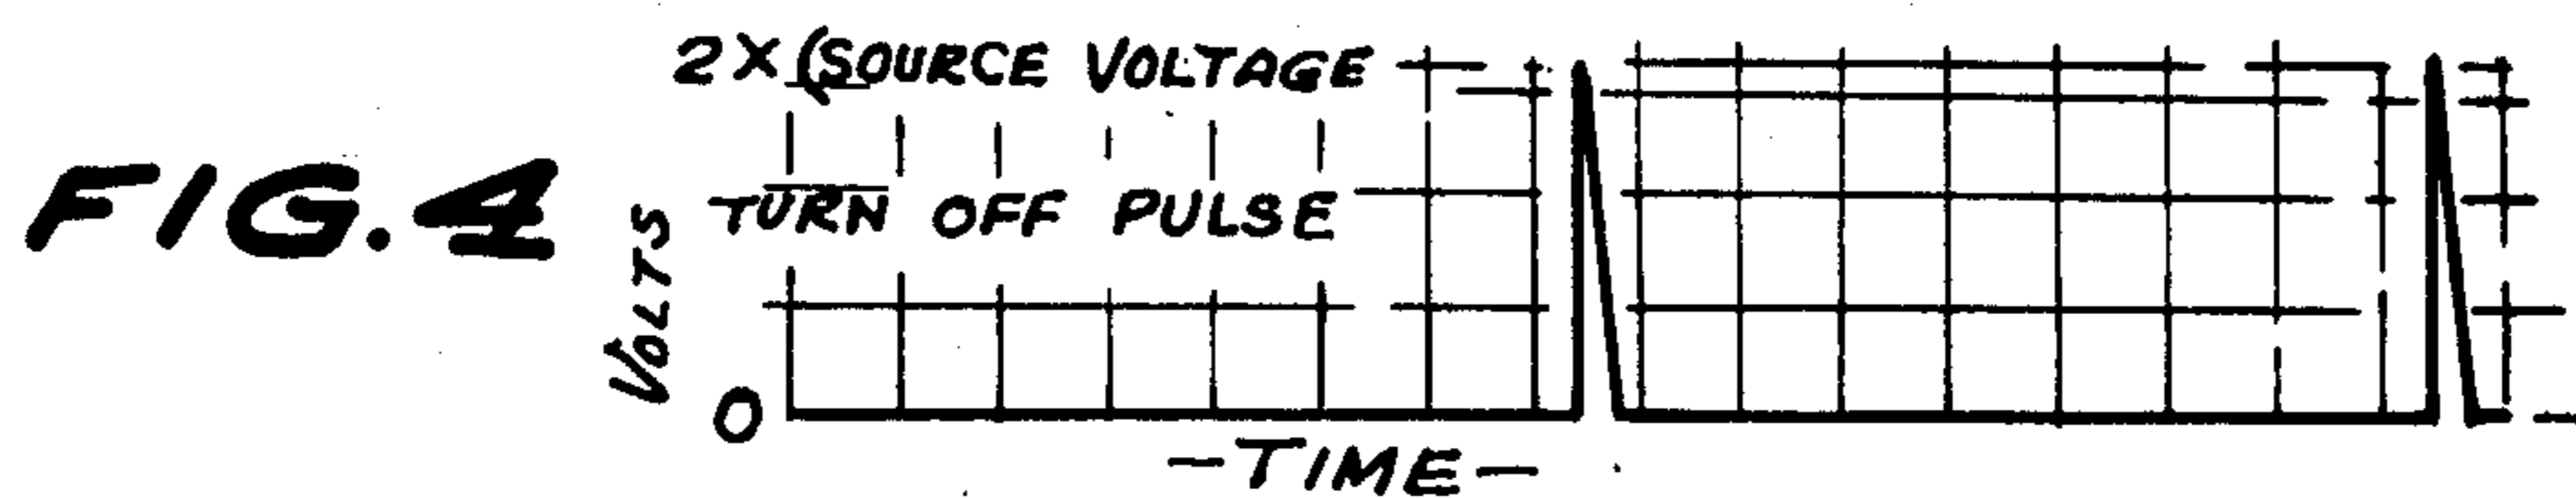 FIG.4
2X (SOURCE VOLTAGE
TURN OFF PULSE
VOLTS
0
-TIME-